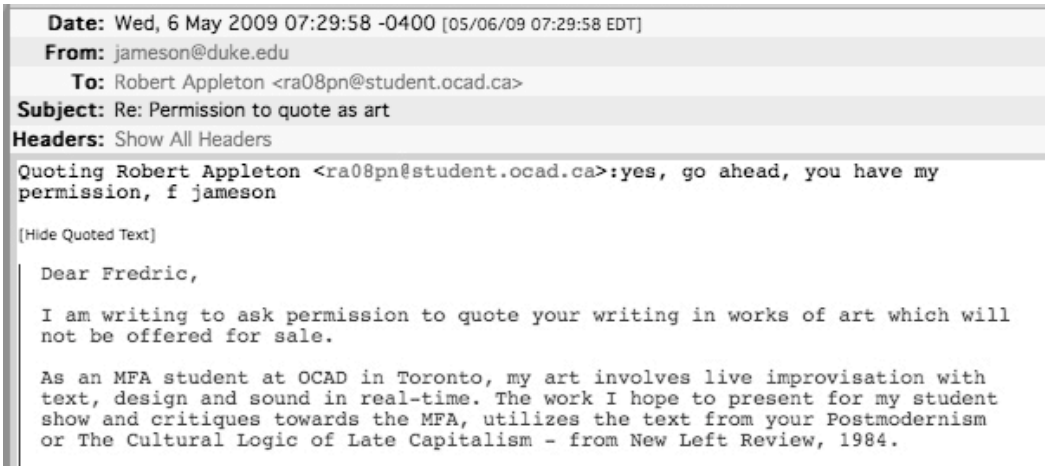 Date: Wed, 6 May 2009 07:29:58 -0400 [05/06/09 07:29:58 EDT]
From: jameson@duke.edu
To: Robert Appleton <ra08pn@student.ocad.ca>
Subject: Re: Permission to quote as art
Headers: Show All Headers
Quoting Robert Appleton <ra08pn@student.ocad.ca>:yes, go ahead, you have my
permission, f jameson
[Hide Quoted Text]
Dear Fredric,
I am writing to ask permission to quote your writing in works of art which will
not be offered for sale.
As an MFA student at OCAD in Toronto, my art involves live improvisation with
text, design and sound in real-time. The work I hope to present for my student
show and critiques towards the MFA, utilizes the text from your Postmodernism
or The Cultural Logic of Late Capitalism - from New Left Review, 1984.